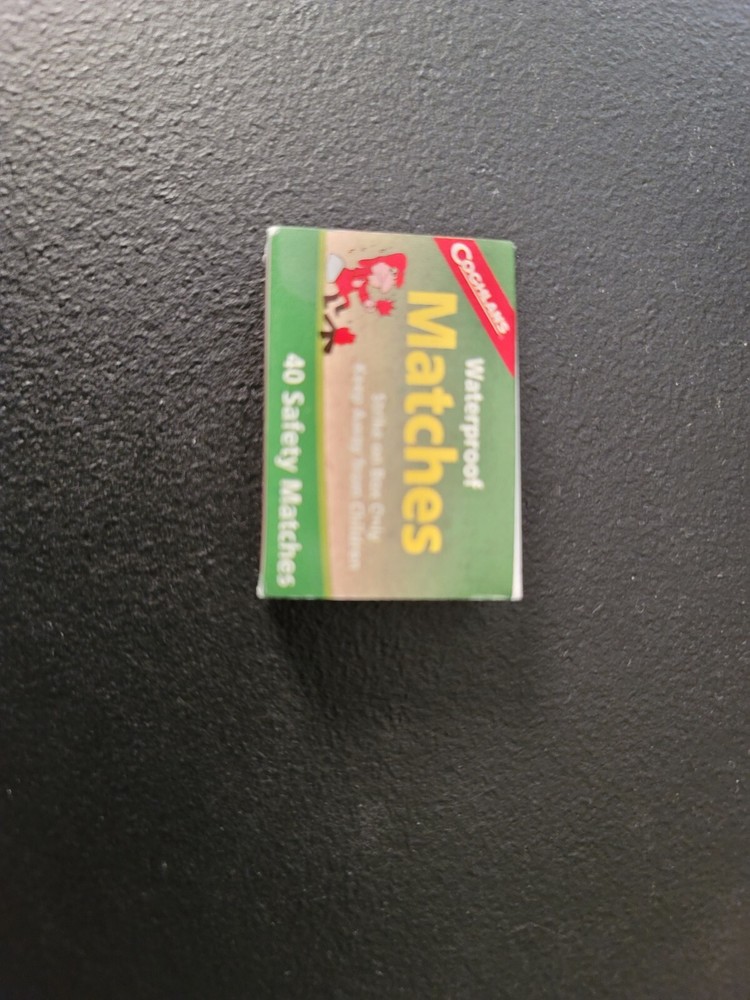 COGHLAN'S
Waterproof
Matches
Strike on Box Only
Keep Away from Children
40 Safety Matches